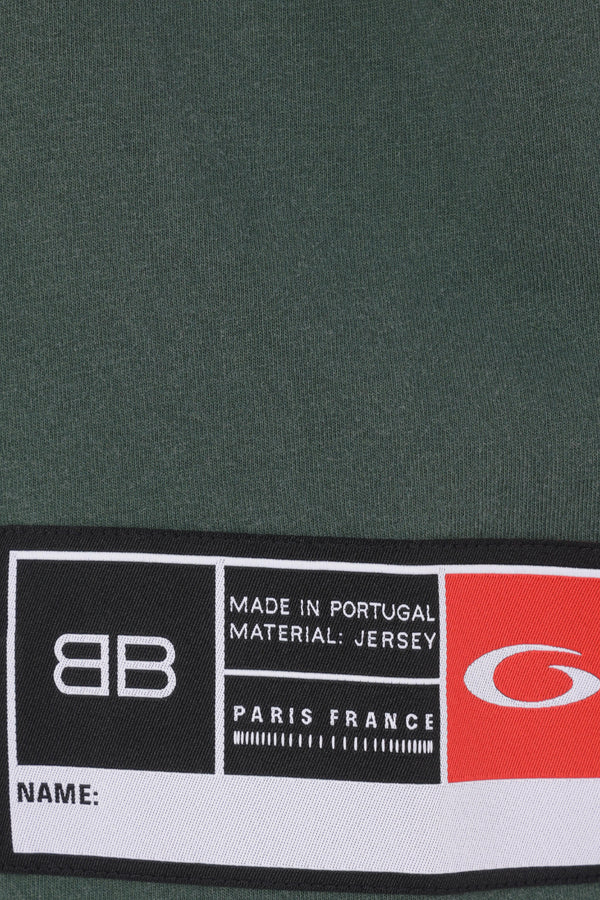 BB
MADE IN PORTUGAL
MATERIAL: JERSEY
PARIS FRANCE
G
NAME: